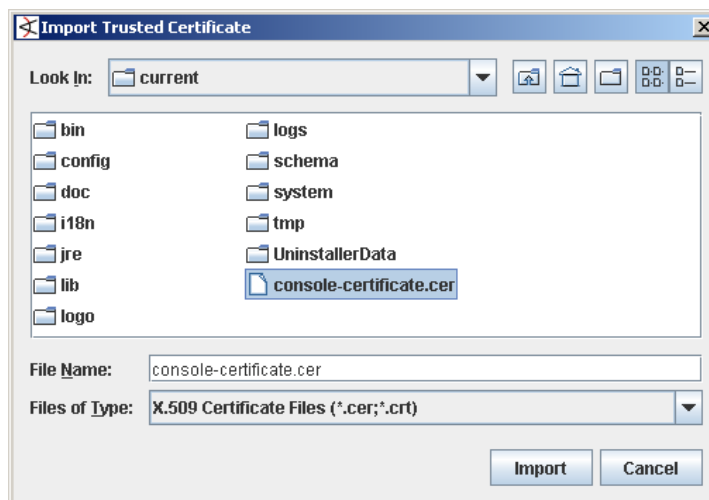 Import Trusted Certificate
Look In: current
bin logs
config schema
doc system
i18n tmp
jre UninstallerData
lib console-certificate.cer
logo
File Name: console-certificate.cer
Files of Type: X.509 Certificate Files (*.cer;*.crt)
Import Cancel